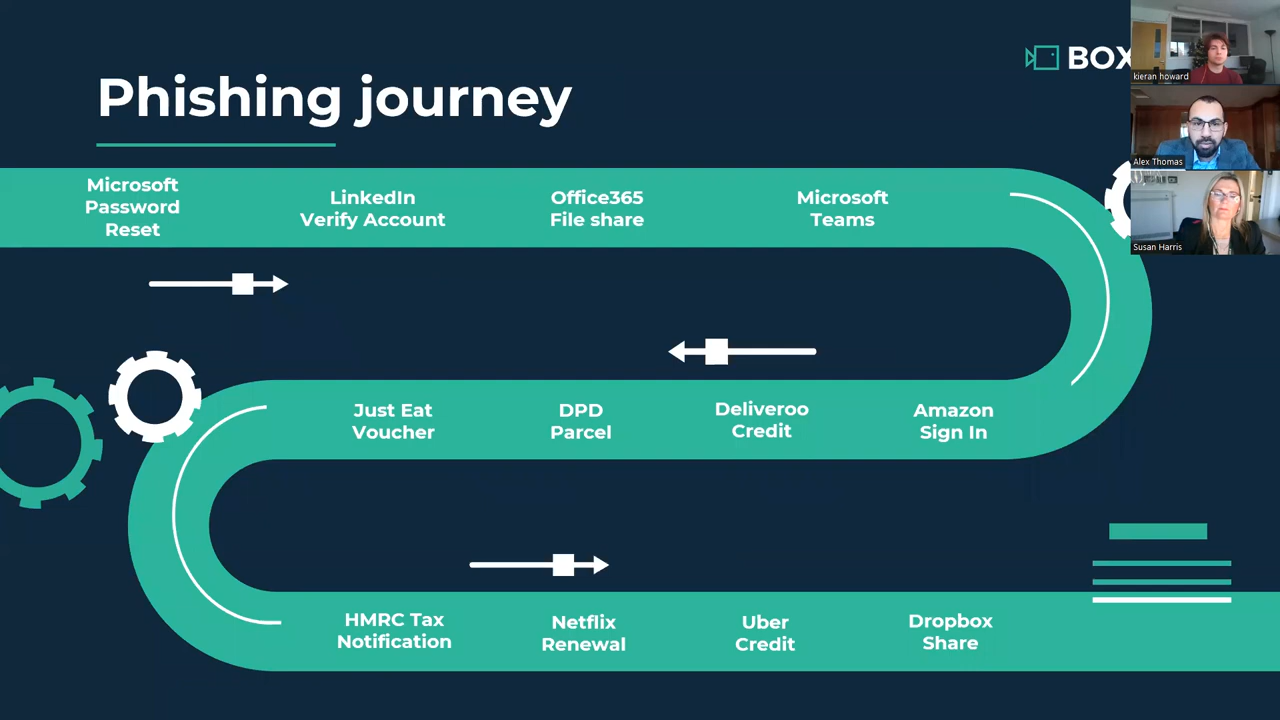 Phishing journey
BOX
kieran howard
Alex Thomas
Susan Harris
Microsoft
Password
Reset
LinkedIn
Verify Account
Office365
File share
Microsoft
Teams
Just Eat
Voucher
DPD
Parcel
Deliveroo
Credit
Amazon
Sign In
HMRC Tax
Notification
Netflix
Renewal
Uber
Credit
Dropbox
Share